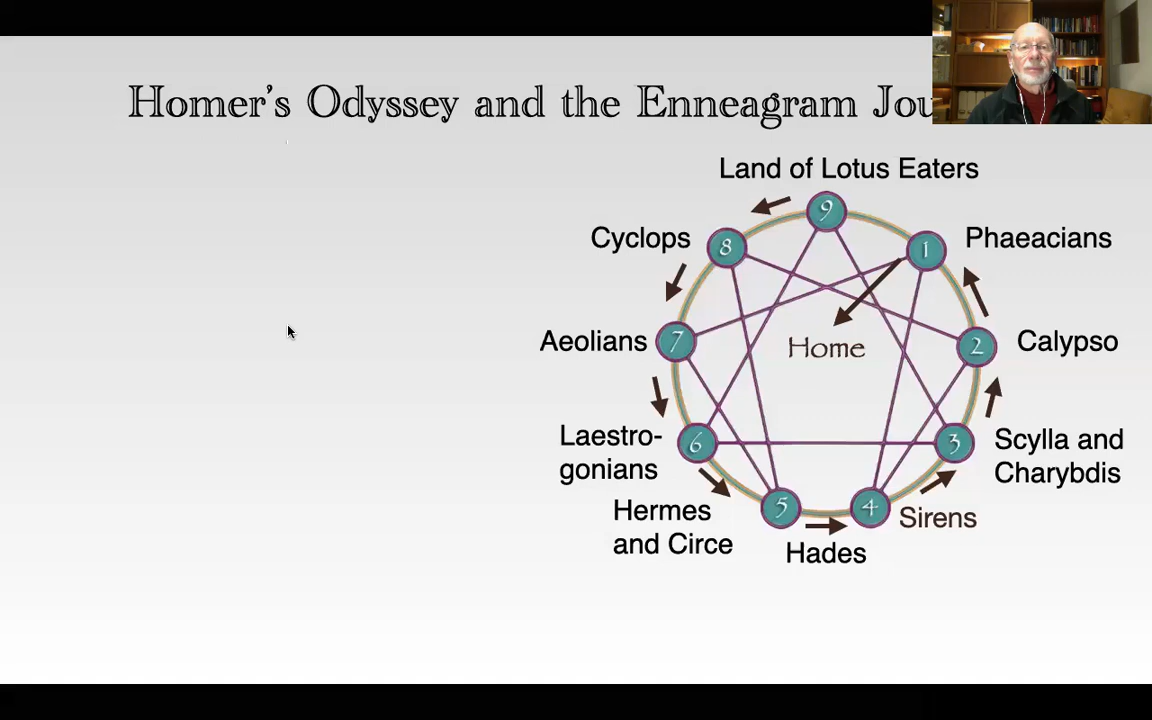 Homer's Odyssey and the Enneagram
Land of Lotus Eaters
9
Cyclops
8
1
Phaeacians
Aeolians
7
Home
2
Calypso
Laestro-
gonians
6
3
Scylla and
Charybdis
Hermes
and Circe
5
4
Sirens
Hades